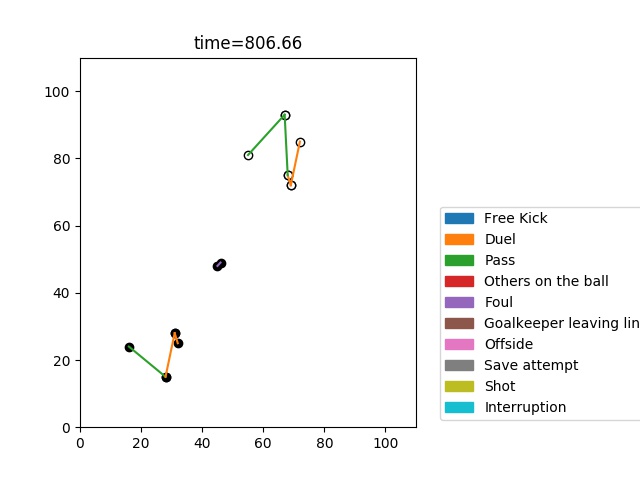 time=806.66
100
80
60
40
20
0
0 20 40 60 80 100
Free Kick
Duel
Pass
Others on the ball
Foul
Goalkeeper leaving lin
Offside
Save attempt
Shot
Interruption